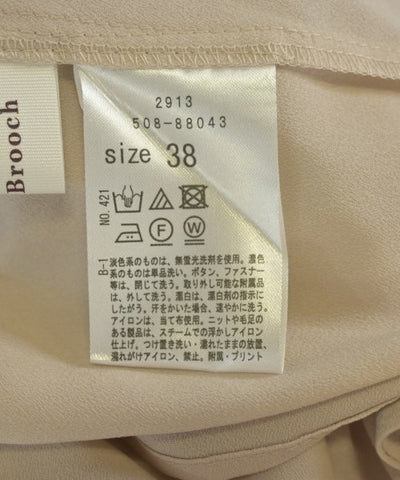 Brooch
2913
508-88043
size 38
NO.421
F
W
B-1
淡色系のものは、無蛍光洗剤を使用。濃色
系のものは単品洗い。ボタン、ファスナー
等は、閉じて洗う。取り外し可能な附属品
は、外して洗う。漂白は、漂白剤の指示に
したがう。汗をかいた場合、速やかに洗う。
アイロンは、当て布使用。ニットや毛足の
ある製品は、スチームでの浮かしアイロン
仕上げ。つけ置き洗い・濡れたままの放置、
濡れがけアイロン、禁止。附属・プリント